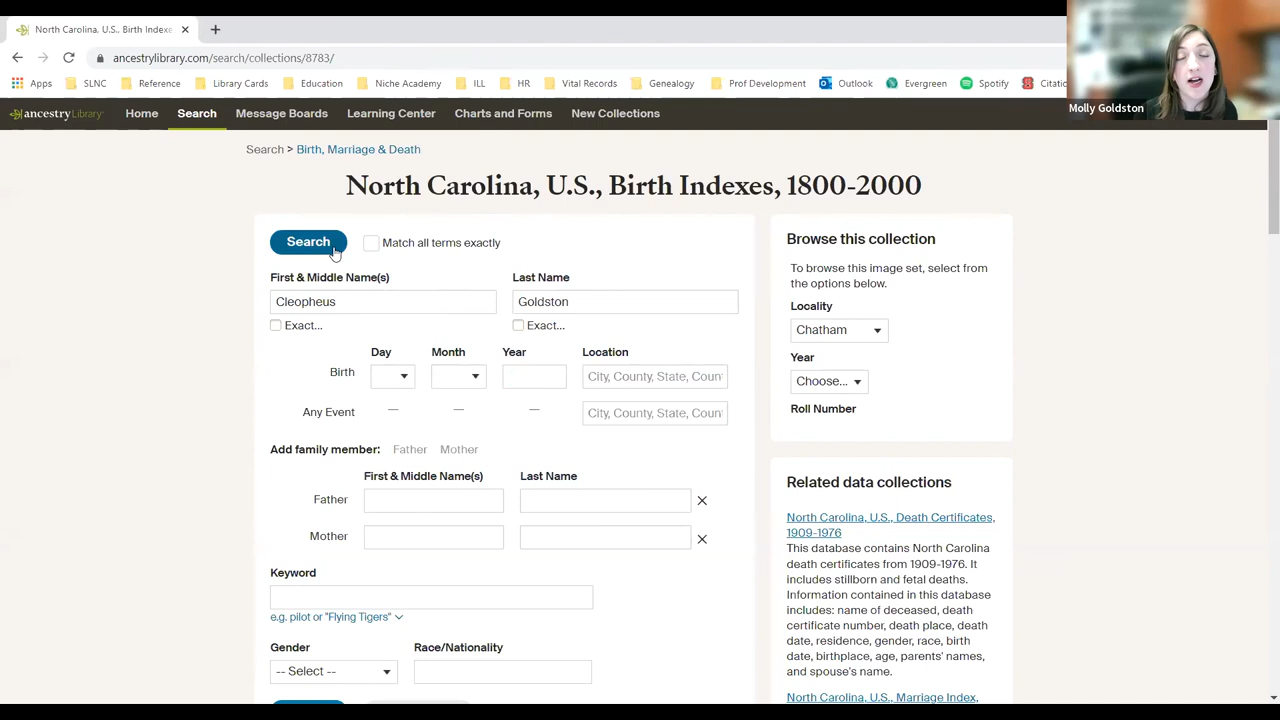 North Carolina, U.S., Birth Indexe
ancestrylibrary.com/search/collections/8783/
Apps SLNC Reference Library Cards Education Niche Academy ILL HR Vital Records Genealogy Prof Development Outlook Evergreen Spotify Citatio
Molly Goldston
ancestryLibrary Home Search Message Boards Learning Center Charts and Forms New Collections
Search > Birth, Marriage & Death
North Carolina, U.S., Birth Indexes, 1800-2000
Search Match all terms exactly
First & Middle Name(s) Last Name
Cleopheus Goldston
Exact... Exact...
Day Month Year Location
Birth City, County, State, Coun
Any Event — — — City, County, State, Coun
Add family member: Father Mother
First & Middle Name(s) Last Name
Father
Mother
Keyword
e.g. pilot or "Flying Tigers"
Gender Race/Nationality
-- Select --
Browse this collection
To browse this image set, select from
the options below.
Locality
Chatham
Year
Choose...
Roll Number
Related data collections
North Carolina, U.S., Death Certificates,
1909-1976
This database contains North Carolina
death certificates from 1909-1976. It
includes stillborn and fetal deaths.
Information contained in this database
includes: name of deceased, death
certificate number, death place, death
date, residence, gender, race, birth
date, birthplace, age, parents' names,
and spouse's name.
North Carolina, U.S., Marriage Index,